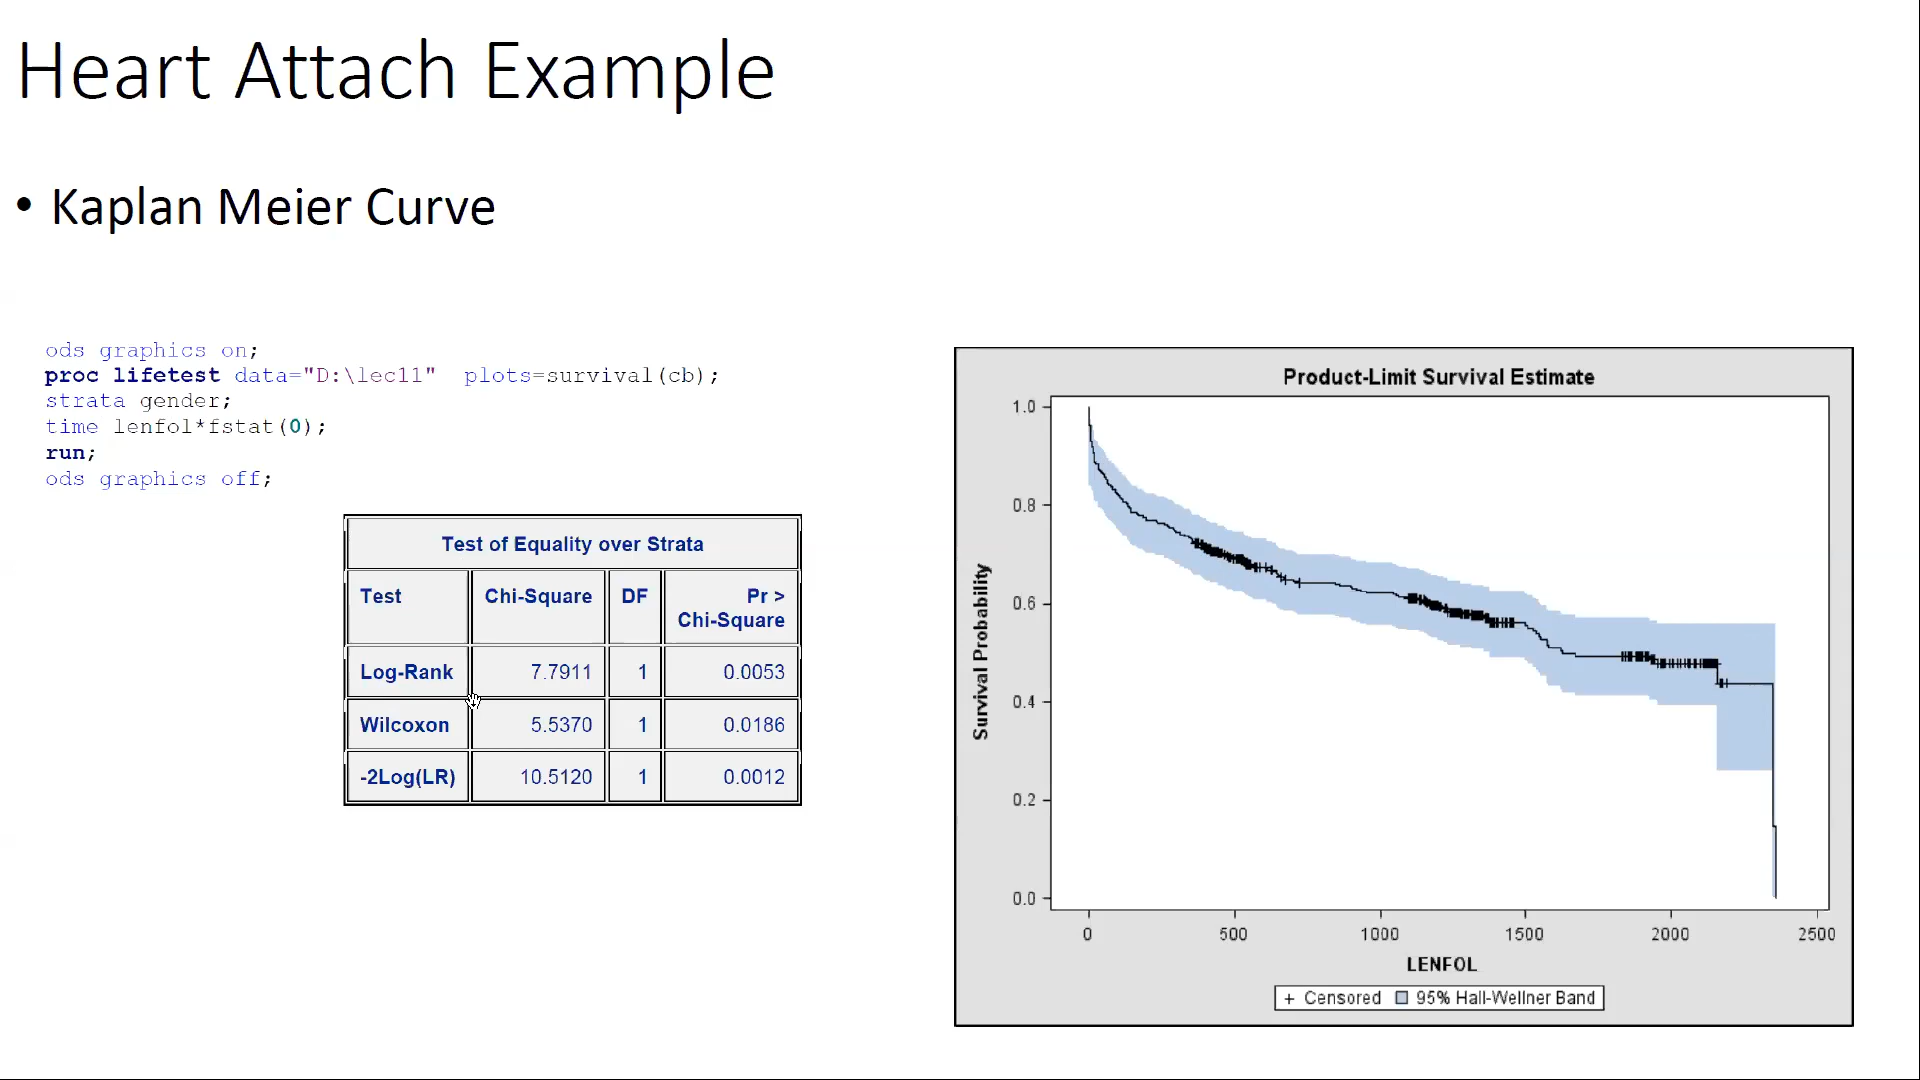 Heart Attach Example
• Kaplan Meier Curve
ods graphics on;
proc lifetest data="D:\lec11" plots=survival(cb);
strata gender;
time lenfol*fstat(0);
run;
ods graphics off;
Test of Equality over Strata
Test Chi-Square DF Pr >
Chi-Square
Log-Rank 7.7911 1 0.0053
Wilcoxon 5.5370 1 0.0186
-2Log(LR) 10.5120 1 0.0012
Product-Limit Survival Estimate
1.0
0.8
0.6
0.4
0.2
0.0
Survival Probability
0 500 1000 1500 2000 2500
LENFOL
+ Censored 95% Hall-Wellner Band